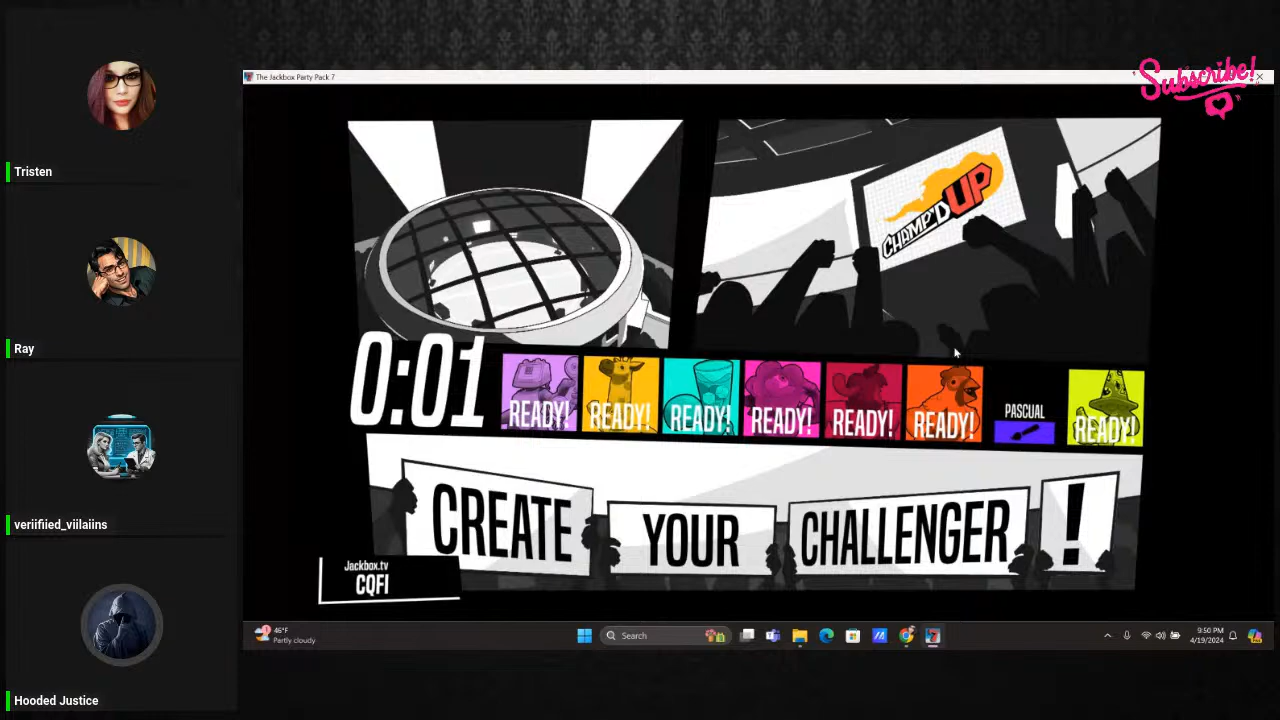 The Jackbox Party Pack 7
Subscribe!
Tristen
Ray
veriifiied_viilaiins
Hooded Justice
CHAMP'D UP
0:01
READY!
READY!
READY!
READY!
READY!
READY!
PASCUAL
READY!
CREATE
YOUR
CHALLENGER
!
Jackbox.tv
CQFI
46°F
Partly cloudy
Search
9:50 PM
4/19/2024